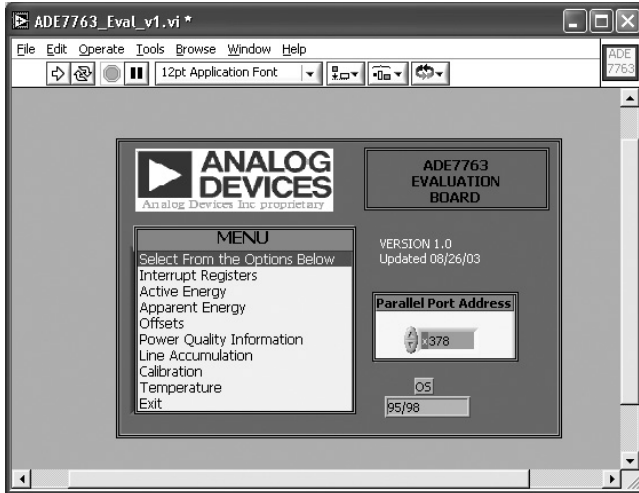 ADE7763_Eval_v1.vi *
File Edit Operate Tools Browse Window Help
12pt Application Font
ADE
7763
ANALOG
DEVICES
Analog Devices Inc proprietary
ADE7763
EVALUATION
BOARD
MENU
Select From the Options Below
Interrupt Registers
Active Energy
Apparent Energy
Offsets
Power Quality Information
Line Accumulation
Calibration
Temperature
Exit
VERSION 1.0
Updated 08/26/03
Parallel Port Address
x378
OS
95/98